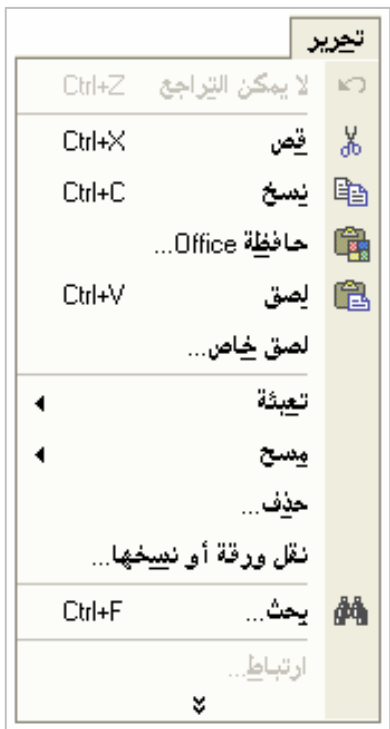 تحرير
لا يمكن التراجع Ctrl+Z
قص Ctrl+X
نسخ Ctrl+C
حافظة Office...
لصق Ctrl+V
لصق خاص...
تعبئة
مسح
حذف...
نقل ورقة أو نسخها...
بحث... Ctrl+F
ارتباط...